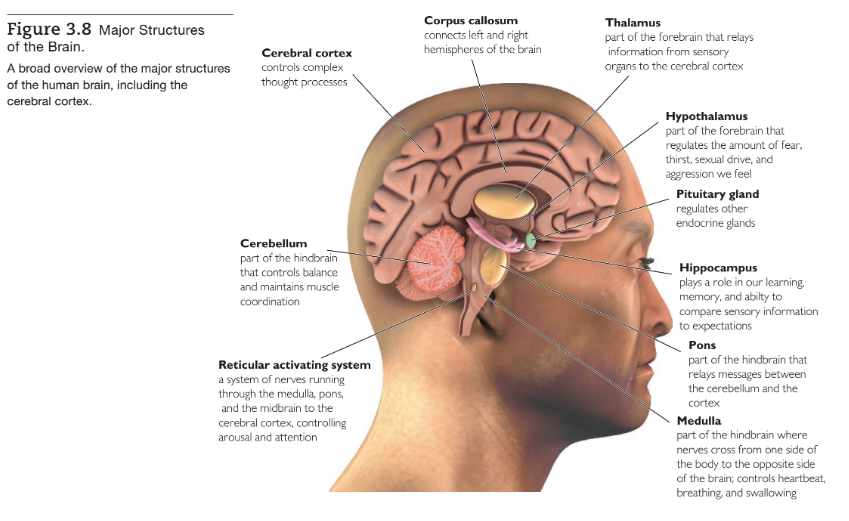 Figure 3.8 Major Structures
of the Brain.
A broad overview of the major structures
of the human brain, including the
cerebral cortex.
Cerebral cortex
controls complex
thought processes
Corpus callosum
connects left and right
hemispheres of the brain
Thalamus
part of the forebrain that relays
information from sensory
organs to the cerebral cortex
Hypothalamus
part of the forebrain that
regulates the amount of fear,
thirst, sexual drive, and
aggression we feel
Pituitary gland
regulates other
endocrine glands
Cerebellum
part of the hindbrain
that controls balance
and maintains muscle
coordination
Hippocampus
plays a role in our learning,
memory, and abilty to
compare sensory information
to expectations
Pons
part of the hindbrain that
relays messages between
the cerebellum and the
cortex
Reticular activating system
a system of nerves running
through the medulla, pons,
and the midbrain to the
cerebral cortex, controlling
arousal and attention
Medulla
part of the hindbrain where
nerves cross from one side of
the body to the opposite side
of the brain; controls heartbeat,
breathing, and swallowing